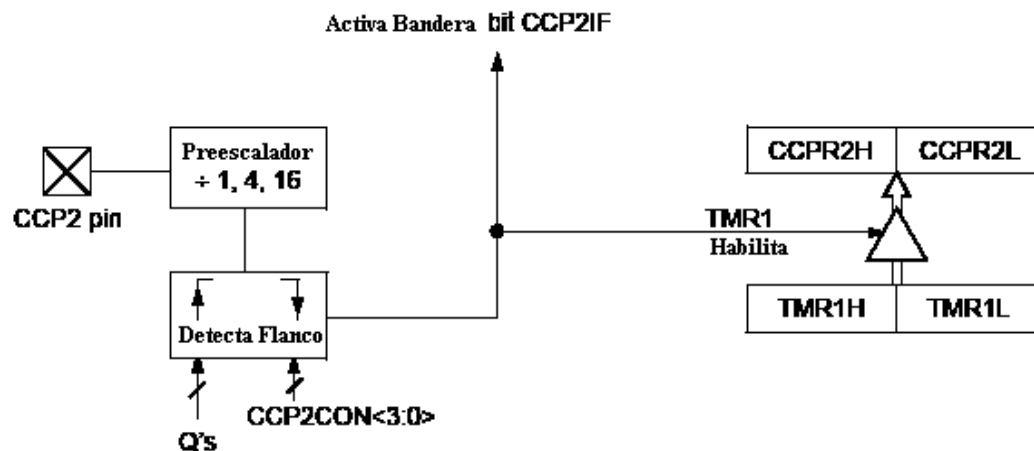 Activa Bandera bit CCP2IF
Preescalador
÷ 1, 4, 16
CCP2 pin
CCPR2H
CCPR2L
TMR1
Habilita
TMR1H
TMR1L
Detecta Flanco
CCP2CON<3:0>
Q's